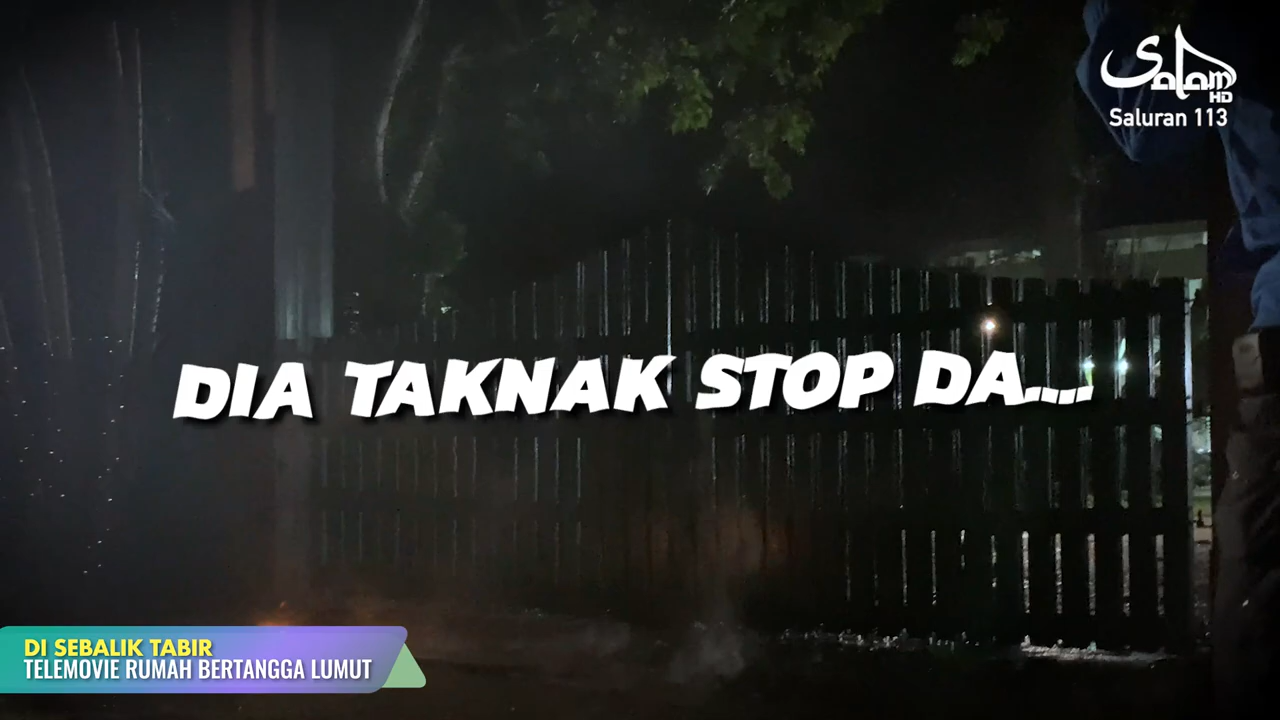 Salam
HD
Saluran 113
DIA TAKNAK STOP DA....
DI SEBALIK TABIR
TELEMOVIE RUMAH BERTANGGA LUMUT